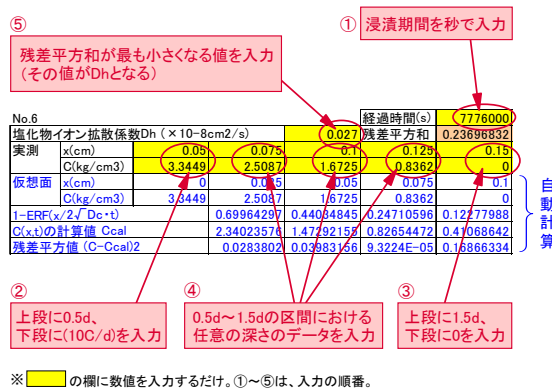 ⑤
① 浸漬期間を秒で入力
残差平方和が最も小さくなる値を入力
(その値がDhとなる)
No.6 経過時間(s) 7776000
塩化物イオン拡散係数Dh (×10-8cm2/s) 0.027 残差平方和 0.23696832
実測 x(cm) 0.05 0.075 0.1 0.125 0.15
C(kg/cm3) 3.3449 2.5087 1.6725 0.8362 0
仮想面 x(cm) 0 0.025 0.05 0.075 0.1
C(kg/cm3) 3.3449 2.5087 1.6725 0.8362 0
1-ERF(x/2√Dc・t) 0.69964297 0.44034845 0.24710596 0.12277988
C(x,t)の計算値 Ccal 2.34023576 1.47292155 0.82654472 0.41068642
残差平方値 (C-Ccal)2 0.0283802 0.03983156 9.3224E-05 0.16866334
自動計算
② ④ ③
上段に0.5d、
下段に(10C/d)を入力
0.5d～1.5dの区間における
任意の深さのデータを入力
上段に1.5d、
下段に0を入力
※ の欄に数値を入力するだけ。①～⑤は、入力の順番。